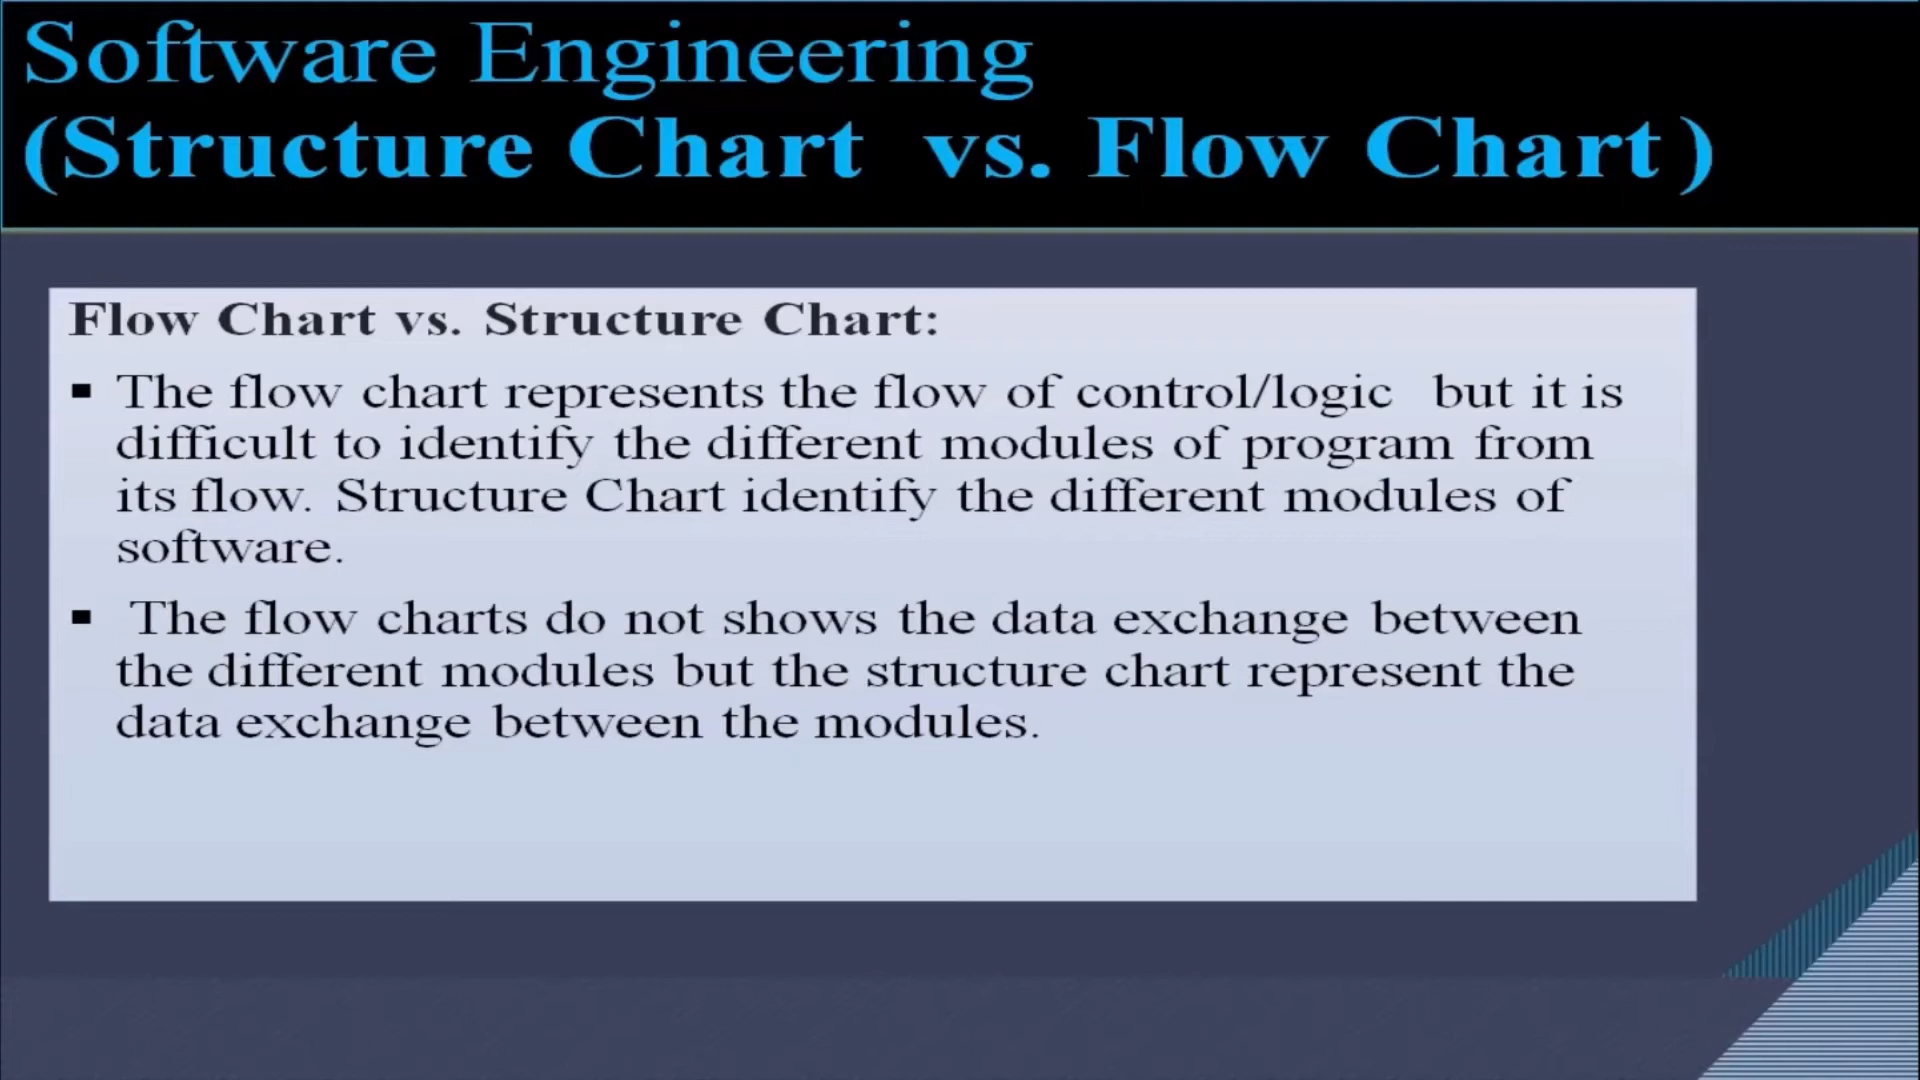 Software Engineering
(Structure Chart vs. Flow Chart)
Flow Chart vs. Structure Chart:
▪ The flow chart represents the flow of control/logic but it is
difficult to identify the different modules of program from
its flow. Structure Chart identify the different modules of
software.
▪ The flow charts do not shows the data exchange between
the different modules but the structure chart represent the
data exchange between the modules.